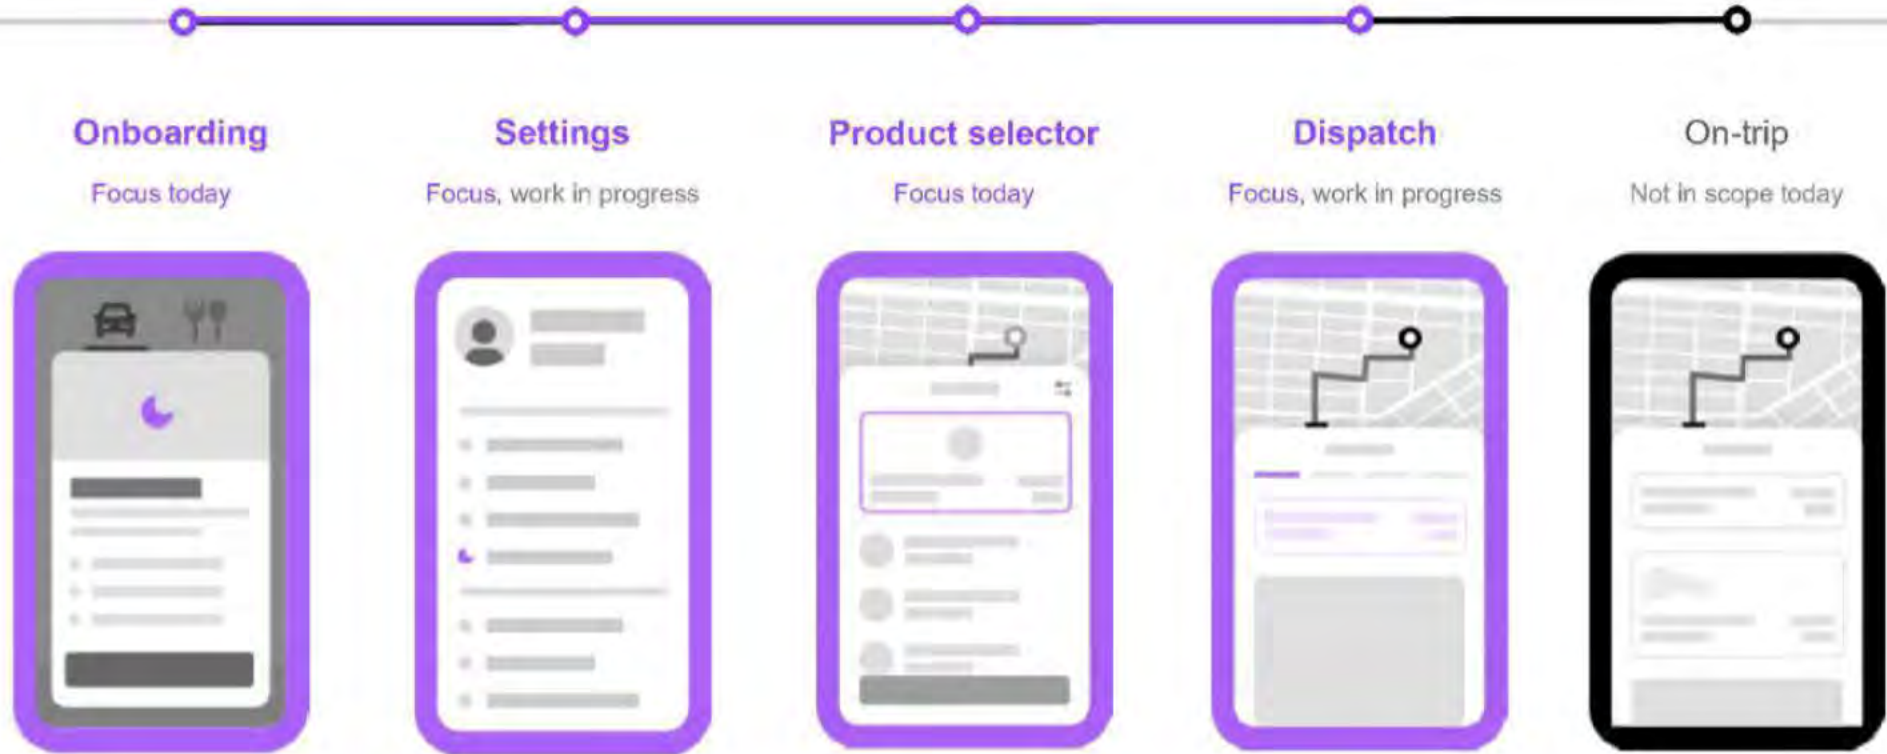 Onboarding
Focus today
Settings
Focus, work in progress
Product selector
Focus today
Dispatch
Focus, work in progress
On-trip
Not in scope today